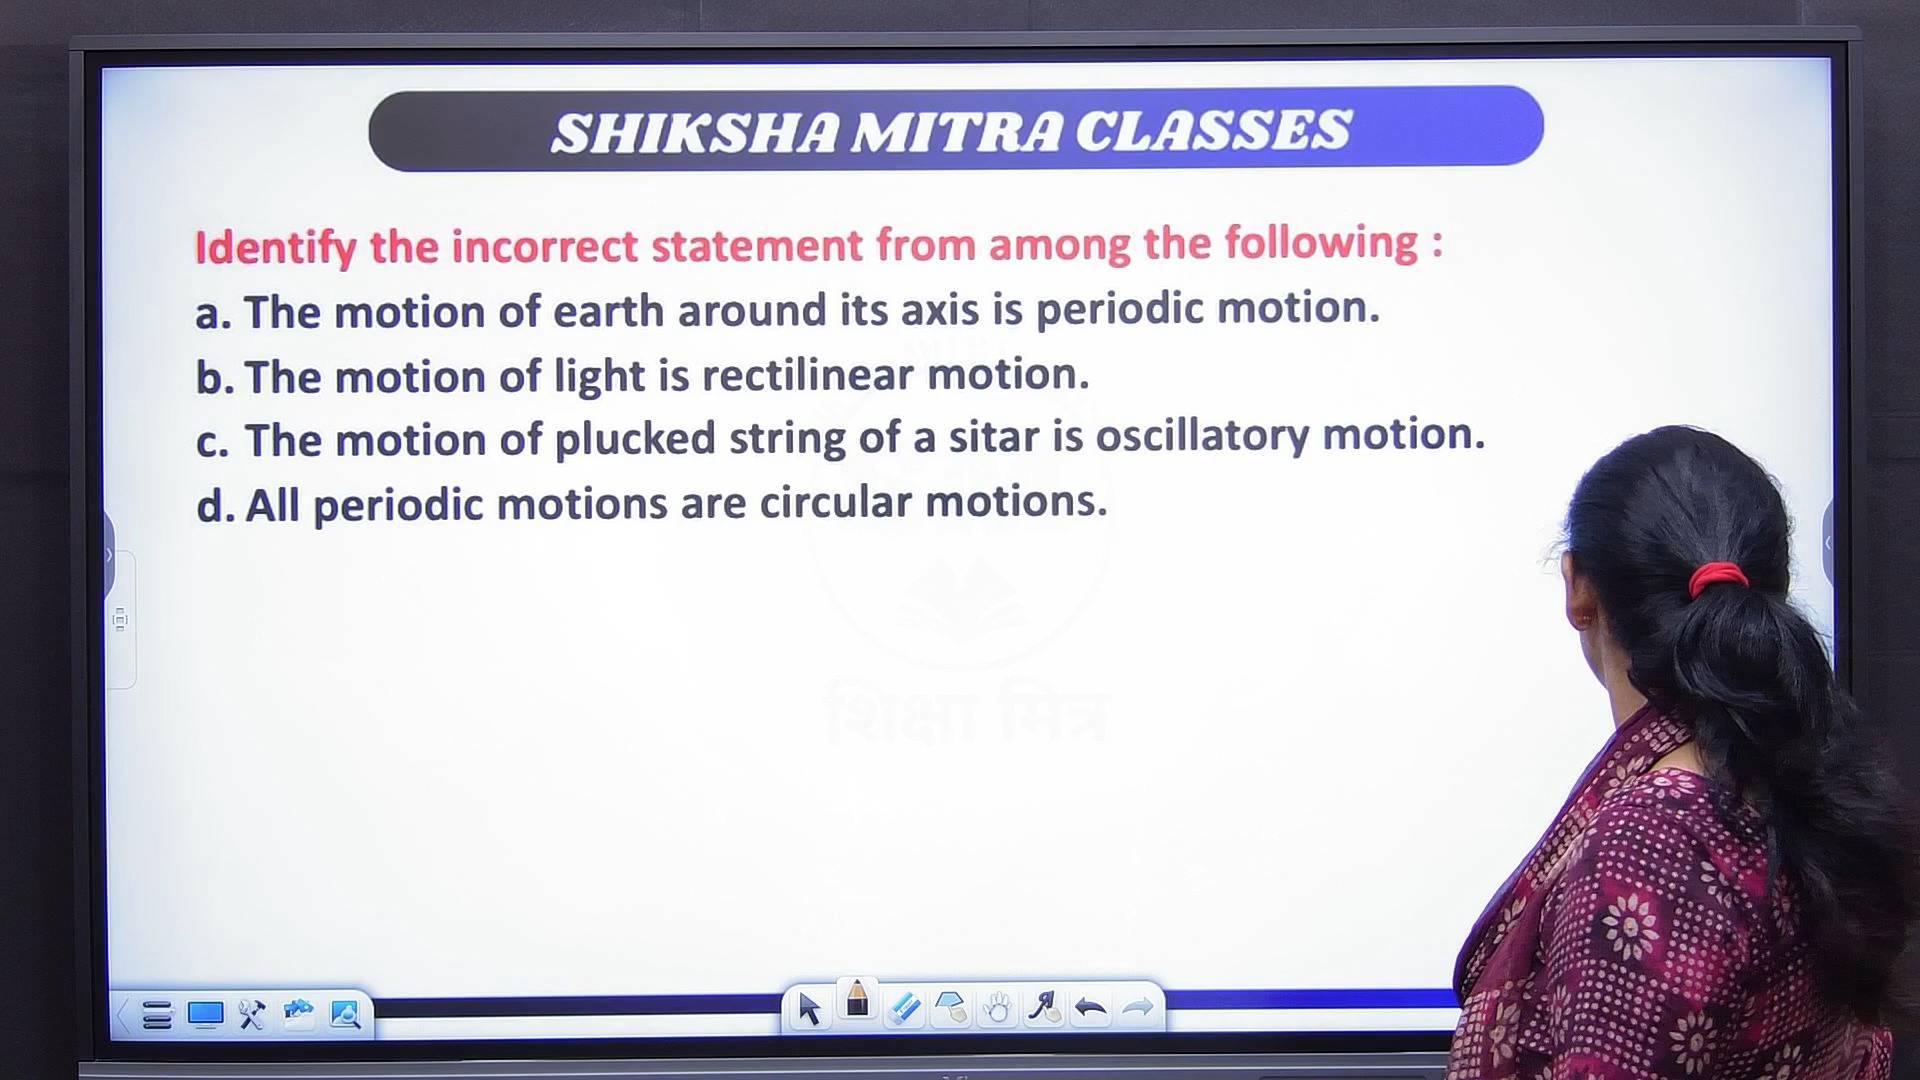 SHIKSHA MITRA CLASSES
Identify the incorrect statement from among the following :
a. The motion of earth around its axis is periodic motion.
b. The motion of light is rectilinear motion.
c. The motion of plucked string of a sitar is oscillatory motion.
d. All periodic motions are circular motions.
शिक्षा मित्र